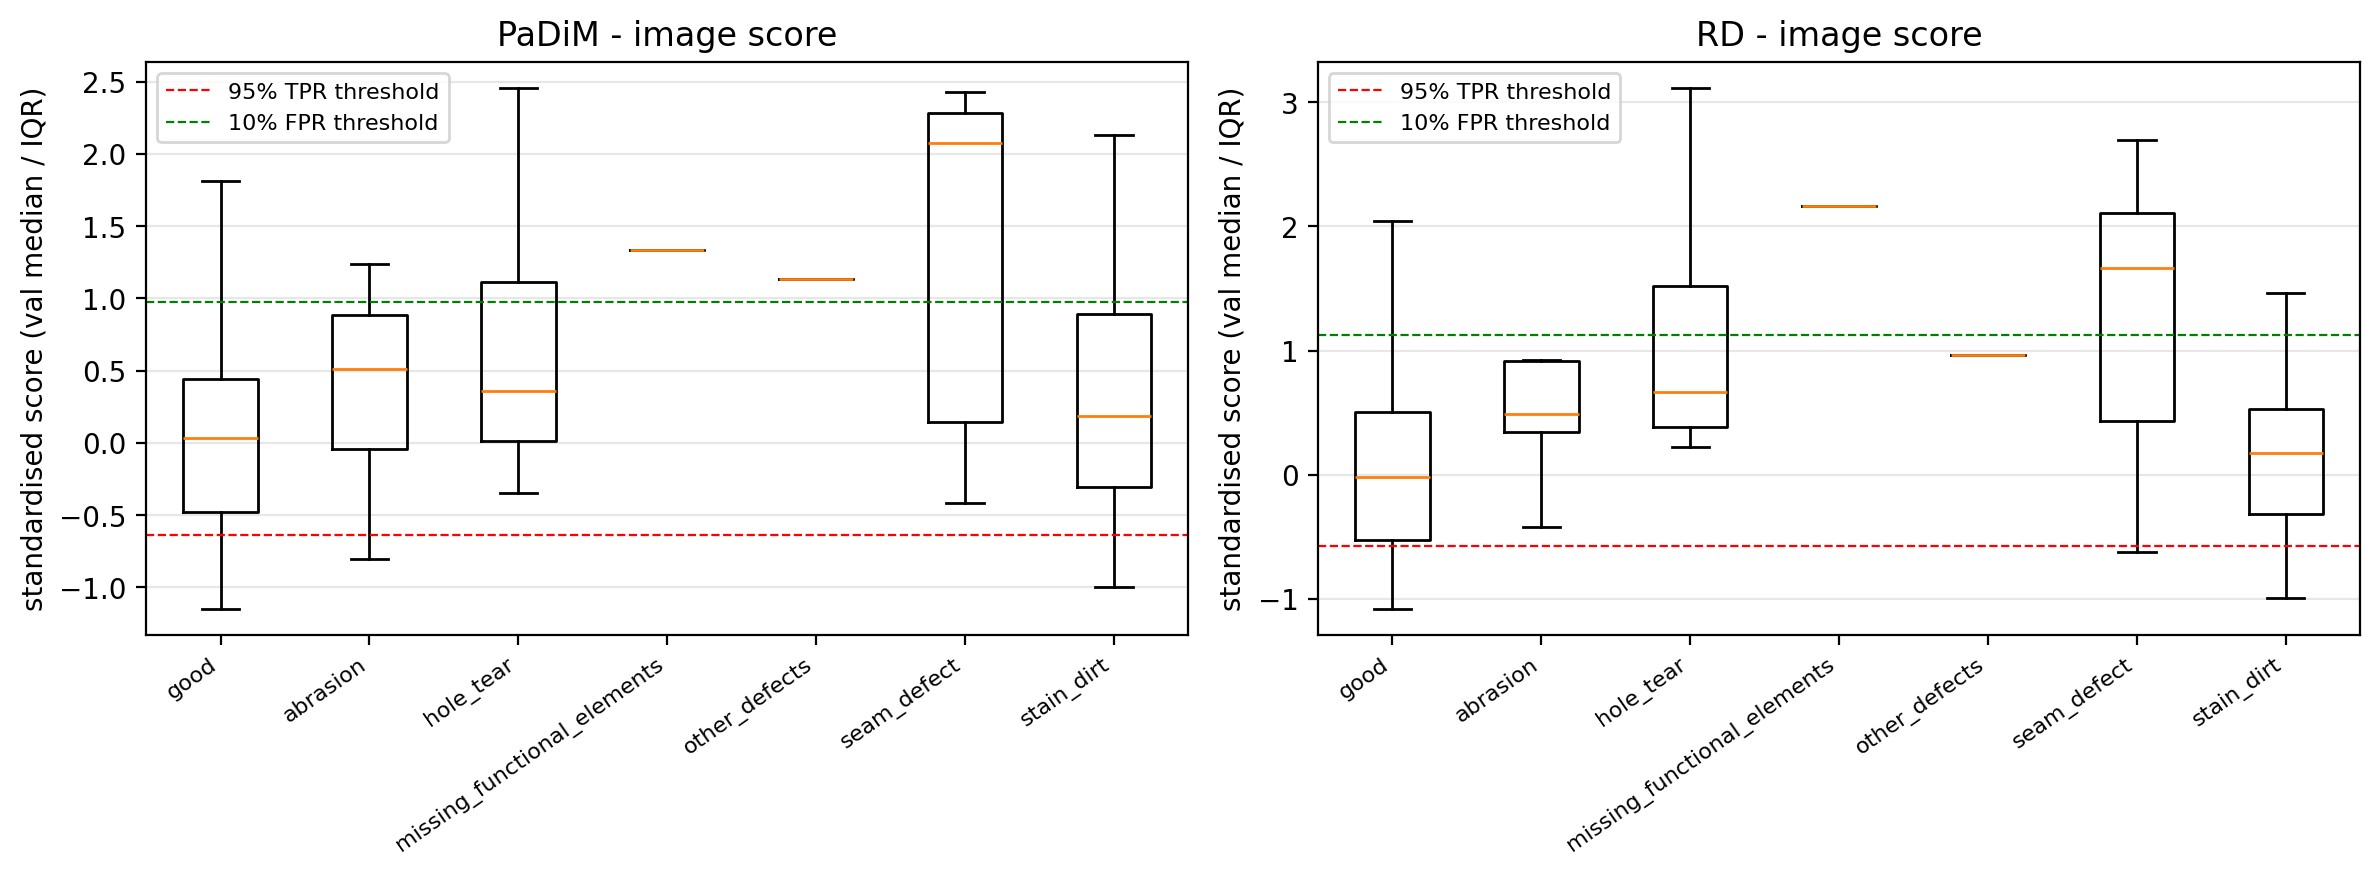 PaDiM - image score
standardised score (val median / IQR)
95% TPR threshold
10% FPR threshold
2.5
2.0
1.5
1.0
0.5
0.0
−0.5
−1.0
good
abrasion
hole_tear
missing_functional_elements
other_defects
seam_defect
stain_dirt
RD - image score
standardised score (val median / IQR)
95% TPR threshold
10% FPR threshold
3
2
1
0
−1
good
abrasion
hole_tear
missing_functional_elements
other_defects
seam_defect
stain_dirt